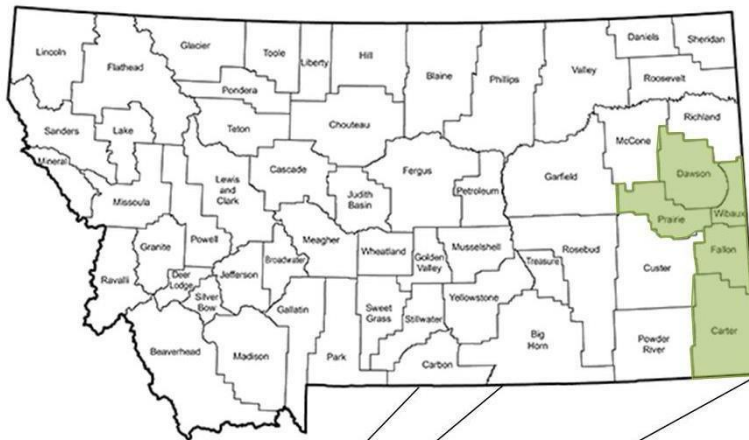 Lincoln
Flathead
Glacier
Toole
Liberty
Hill
Blaine
Phillips
Valley
Daniels
Sheridan
Roosevelt
Pondera
Richland
Sanders
Lake
Teton
Chouteau
McCone
Mineral
Missoula
Lewis
and
Clark
Cascade
Judith
Basin
Fergus
Petroleum
Garfield
Dawson
Prairie
Wibaux
Granite
Powell
Meagher
Wheatland
Golden
Valley
Musselshell
Rosebud
Treasure
Custer
Fallon
Ravalli
Deer
Lodge
Silver
Bow
Jefferson
Broadwater
Gallatin
Sweet
Grass
Stillwater
Yellowstone
Big
Horn
Powder
River
Carter
Beaverhead
Madison
Park
Carbon